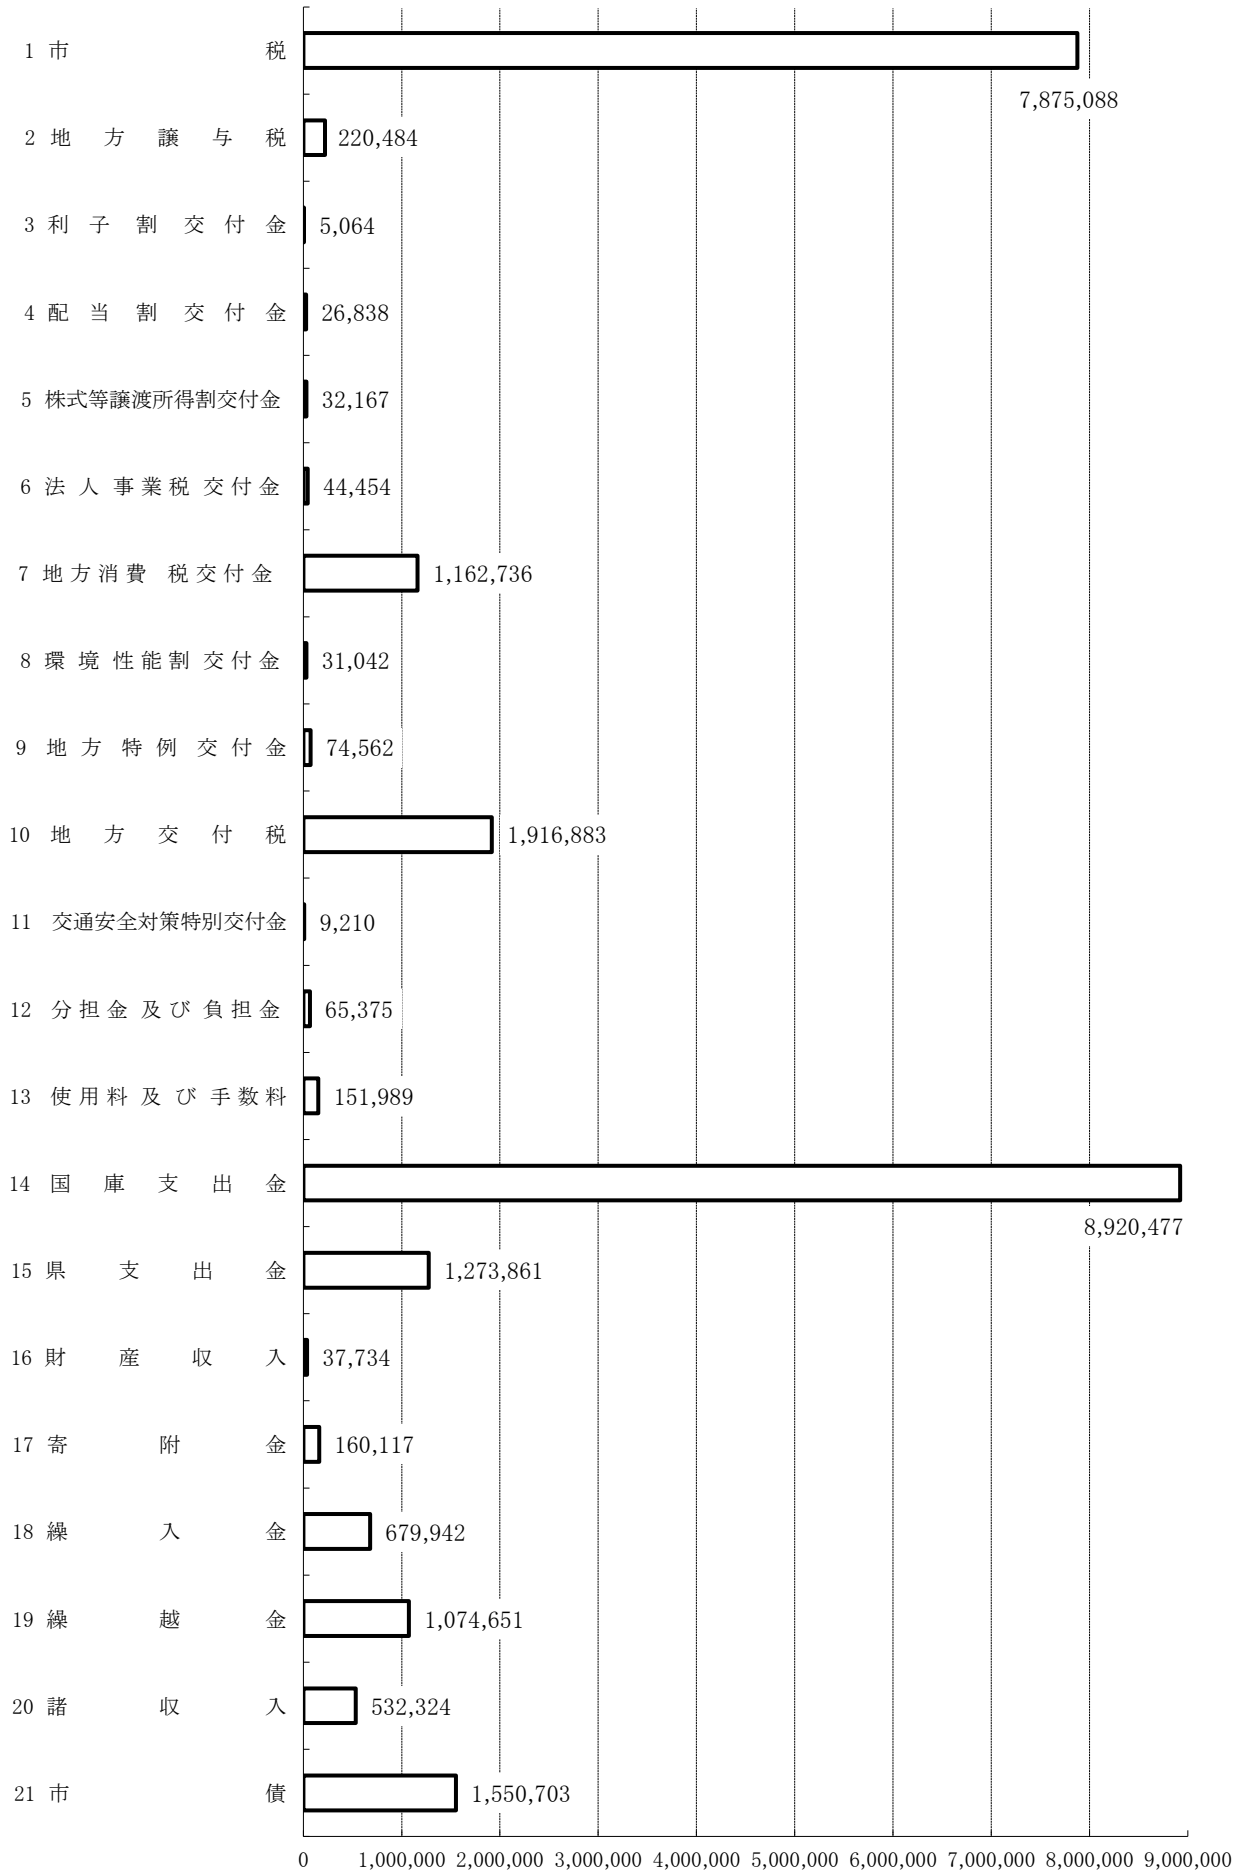 1 市税
7,875,088
2 地方譲与税 220,484
3 利子割交付金 5,064
4 配当割交付金 26,838
5 株式等譲渡所得割交付金 32,167
6 法人事業税交付金 44,454
7 地方消費税交付金 1,162,736
8 環境性能割交付金 31,042
9 地方特例交付金 74,562
10 地方交付税 1,916,883
11 交通安全対策特別交付金 9,210
12 分担金及び負担金 65,375
13 使用料及び手数料 151,989
14 国庫支出金
8,920,477
15 県支出金 1,273,861
16 財産収入 37,734
17 寄附金 160,117
18 繰入金 679,942
19 繰越金 1,074,651
20 諸収入 532,324
21 市債 1,550,703
0 1,000,000 2,000,000 3,000,000 4,000,000 5,000,000 6,000,000 7,000,000 8,000,000 9,000,000